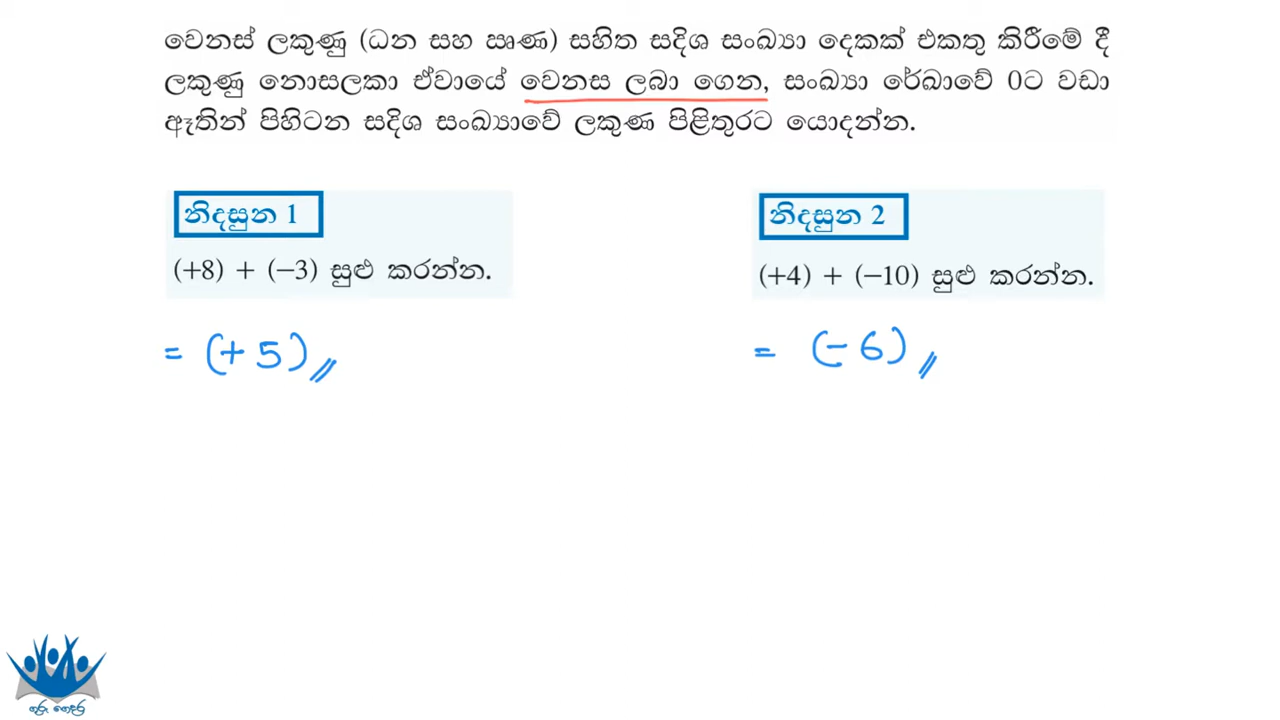 වෙනස් ලකුණු (ධන සහ ඍණ) සහිත සදිශ සංඛ්‍යා දෙකක් එකතු කිරීමේ දී
ලකුණු නොසලකා ඒවායේ වෙනස ලබා ගෙන, සංඛ්‍යා රේඛාවේ 0ට වඩා
ඈතින් පිහිටන සදිශ සංඛ්‍යාවේ ලකුණ පිළිතුරට යොදන්න.
නිදසුන 1
(+8) + (−3) සුළු කරන්න.
= (+5)
නිදසුන 2
(+4) + (−10) සුළු කරන්න.
= (−6)
ගුරු ගෙදර